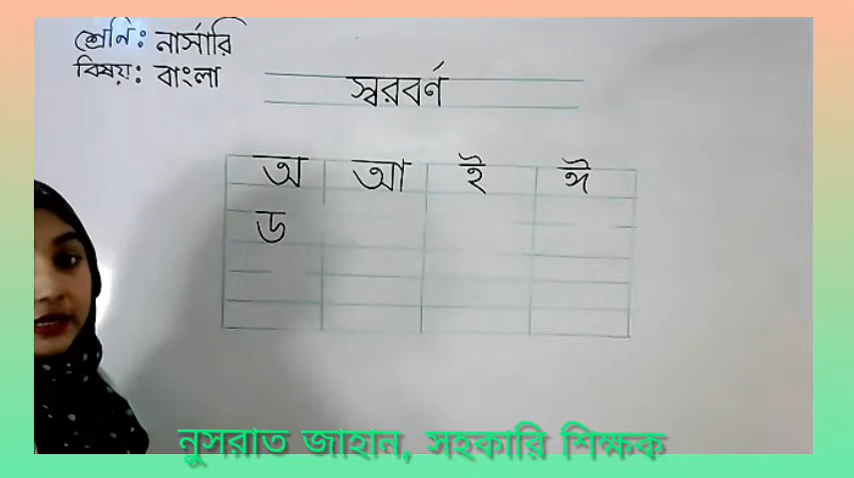 শ্রেণি: নার্সারি
বিষয়: বাংলা
স্বরবর্ণ
অ আ ই ঈ
ড
নুসরাত জাহান, সহকারি শিক্ষক